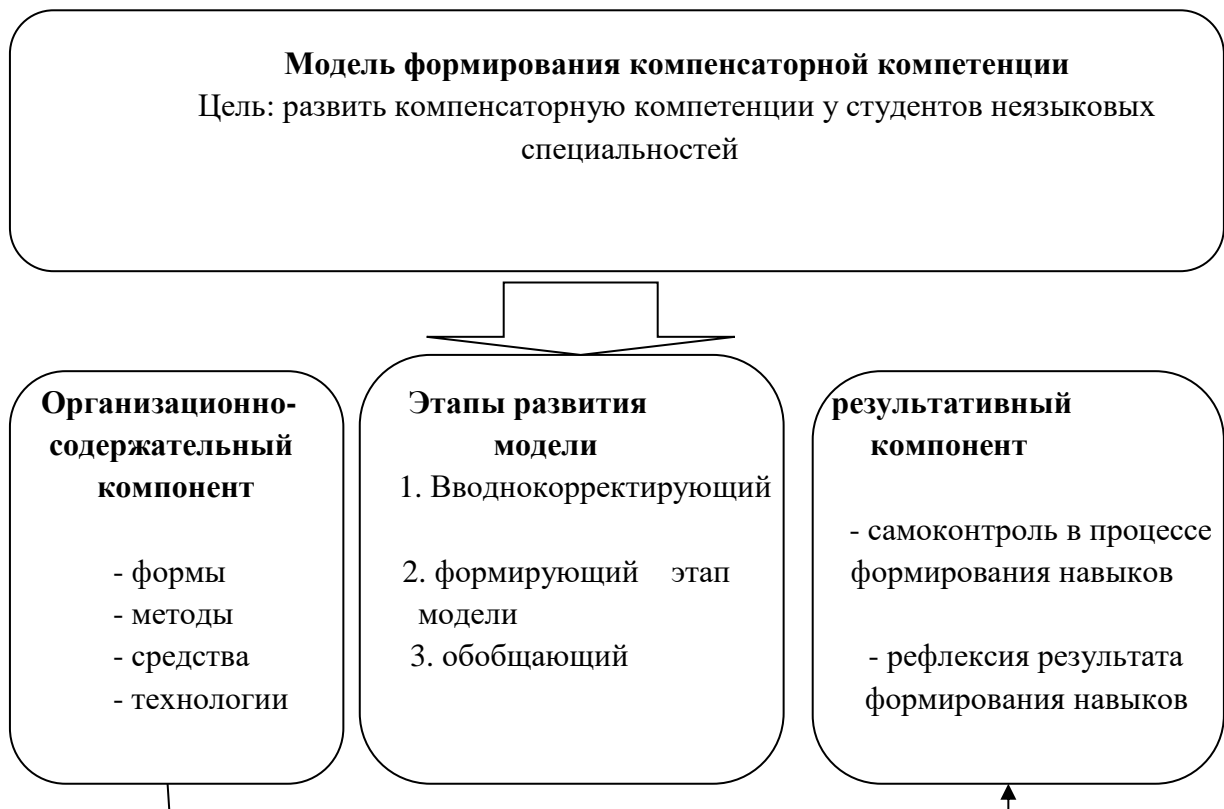 Модель формирования компенсаторной компетенции
Цель: развить компенсаторную компетенции у студентов неязыковых
специальностей
Организационно-
содержательный
компонент
- формы
- методы
- средства
- технологии
Этапы развития
модели
1. Вводнокорректирующий
2. формирующий этап
модели
3. обобщающий
результативный
компонент
- самоконтроль в процессе
формирования навыков
- рефлексия результата
формирования навыков